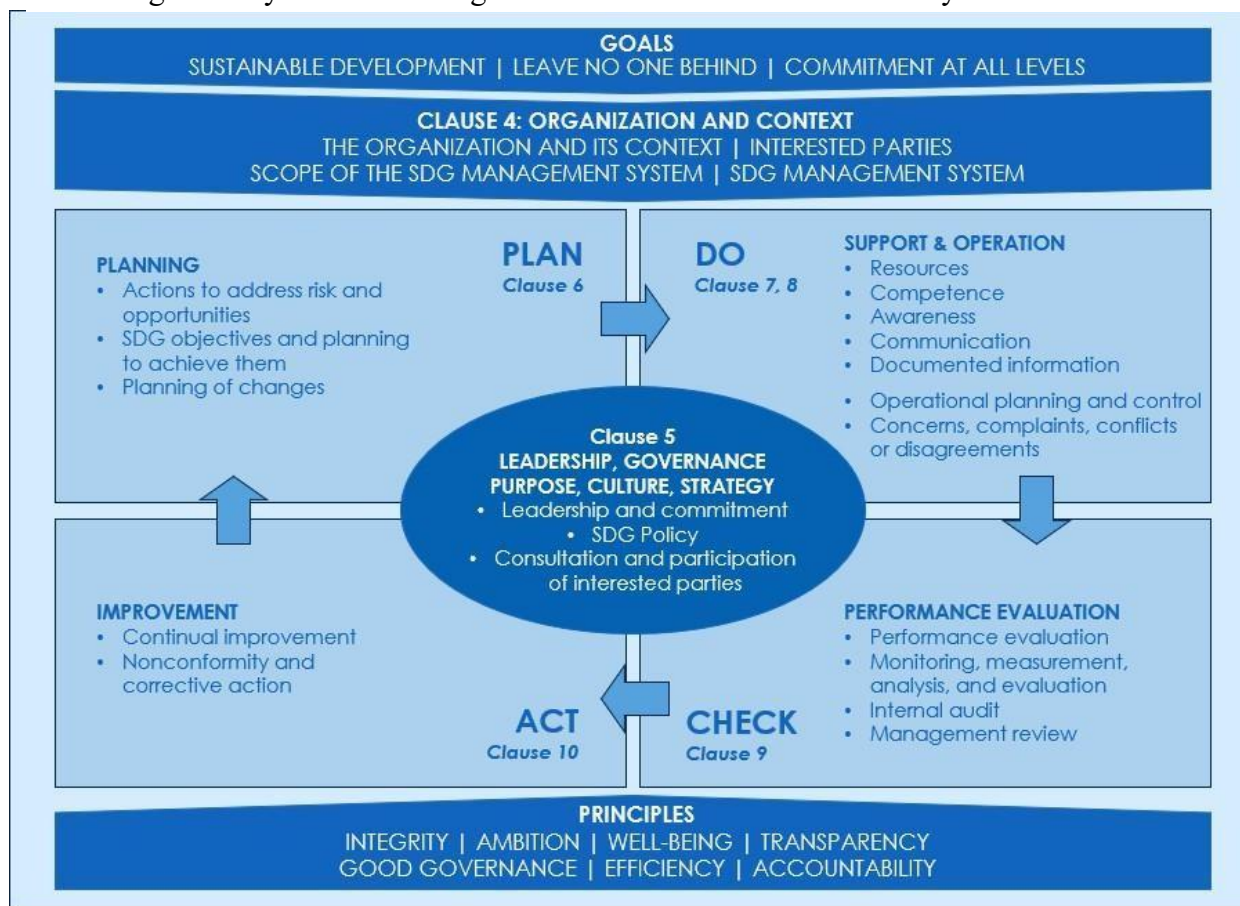 GOALS
SUSTAINABLE DEVELOPMENT | LEAVE NO ONE BEHIND | COMMITMENT AT ALL LEVELS
CLAUSE 4: ORGANIZATION AND CONTEXT
THE ORGANIZATION AND ITS CONTEXT | INTERESTED PARTIES
SCOPE OF THE SDG MANAGEMENT SYSTEM | SDG MANAGEMENT SYSTEM
PLAN
Clause 6
PLANNING
• Actions to address risk and
opportunities
• SDG objectives and planning
to achieve them
• Planning of changes
DO
Clause 7, 8
SUPPORT & OPERATION
• Resources
• Competence
• Awareness
• Communication
• Documented information
• Operational planning and control
• Concerns, complaints, conflicts
or disagreements
Clause 5
LEADERSHIP, GOVERNANCE
PURPOSE, CULTURE, STRATEGY
• Leadership and commitment
• SDG Policy
• Consultation and participation
of interested parties
IMPROVEMENT
• Continual improvement
• Nonconformity and
corrective action
ACT
Clause 10
CHECK
Clause 9
PERFORMANCE EVALUATION
• Performance evaluation
• Monitoring, measurement,
analysis, and evaluation
• Internal audit
• Management review
PRINCIPLES
INTEGRITY | AMBITION | WELL-BEING | TRANSPARENCY
GOOD GOVERNANCE | EFFICIENCY | ACCOUNTABILITY